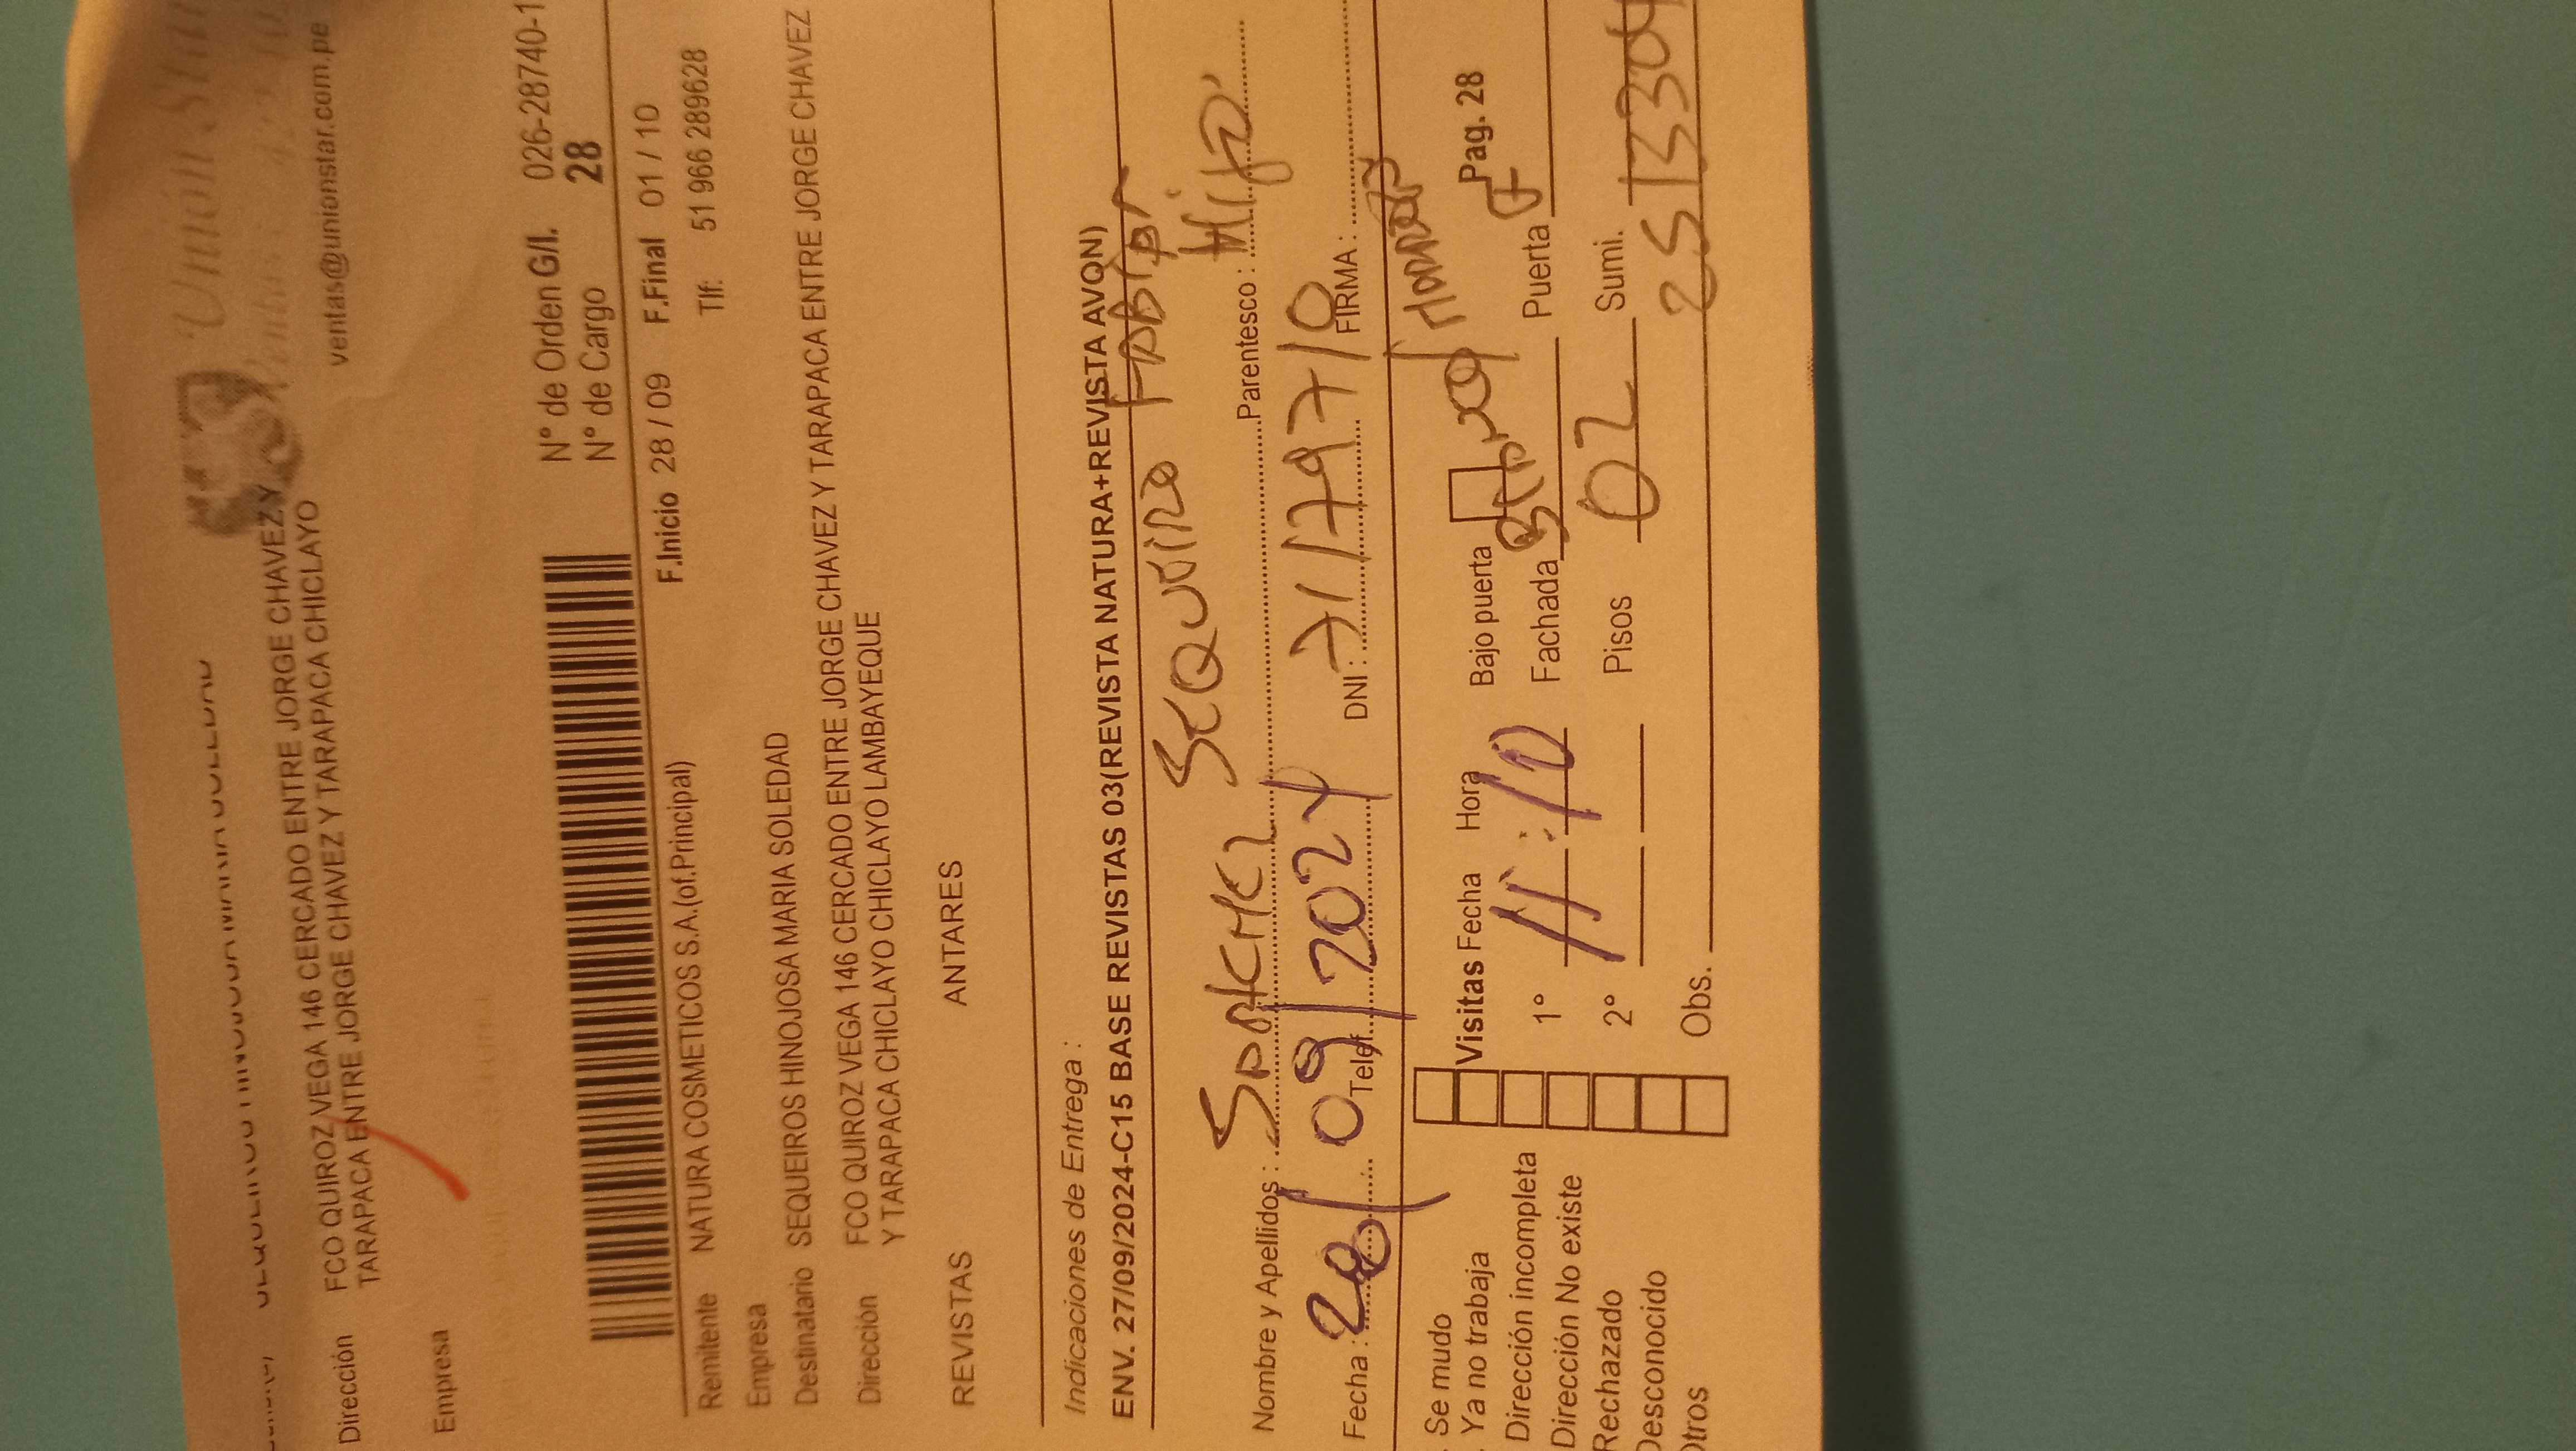 Unión Star
ventas@unionstar.com.pe
Dirección FCO QUIROZ VEGA 146 CERCADO ENTRE JORGE CHAVEZ Y
TARAPACA ENTRE JORGE CHAVEZ Y TARAPACA CHICLAYO
Empresa
N° de Orden G/I. 026-28740-1
N° de Cargo 28
F.Inicio 28 / 09 F.Final 01 / 10
Remitente NATURA COSMETICOS S.A.(of.Principal) Tlf: 51 966 289628
Empresa
Destinatario SEQUEIROS HINOJOSA MARIA SOLEDAD
Dirección FCO QUIROZ VEGA 146 CERCADO ENTRE JORGE CHAVEZ Y TARAPACA ENTRE JORGE CHAVEZ
Y TARAPACA CHICLAYO CHICLAYO LAMBAYEQUE
REVISTAS ANTARES
Indicaciones de Entrega :
ENV. 27/09/2024-C15 BASE REVISTAS 03(REVISTA NATURA+REVISTA AVON)
Nombre y Apellidos : Parentesco : Hija
Fecha : 28/09/2024 Telef. DNI : 71179710 FIRMA :
Se mudo
Ya no trabaja Visitas Fecha Hora Bajo puerta Pag. 28
Dirección incompleta 1° 11:10 Fachada Puerta
Dirección No existe
Rechazado 2° Pisos 02 Sumi.
Desconocido
Otros Obs.